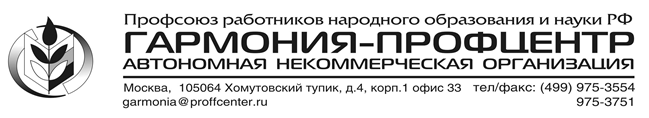 Профсоюз работников народного образования и науки РФ
ГАРМОНИЯ-ПРОФЦЕНТР
АВТОНОМНАЯ НЕКОММЕРЧЕСКАЯ ОРГАНИЗАЦИЯ
Москва, 105064 Хомутовский тупик, д.4, корп.1 офис 33 тел/факс: (499) 975-3554
garmonia@proffcenter.ru 975-3751